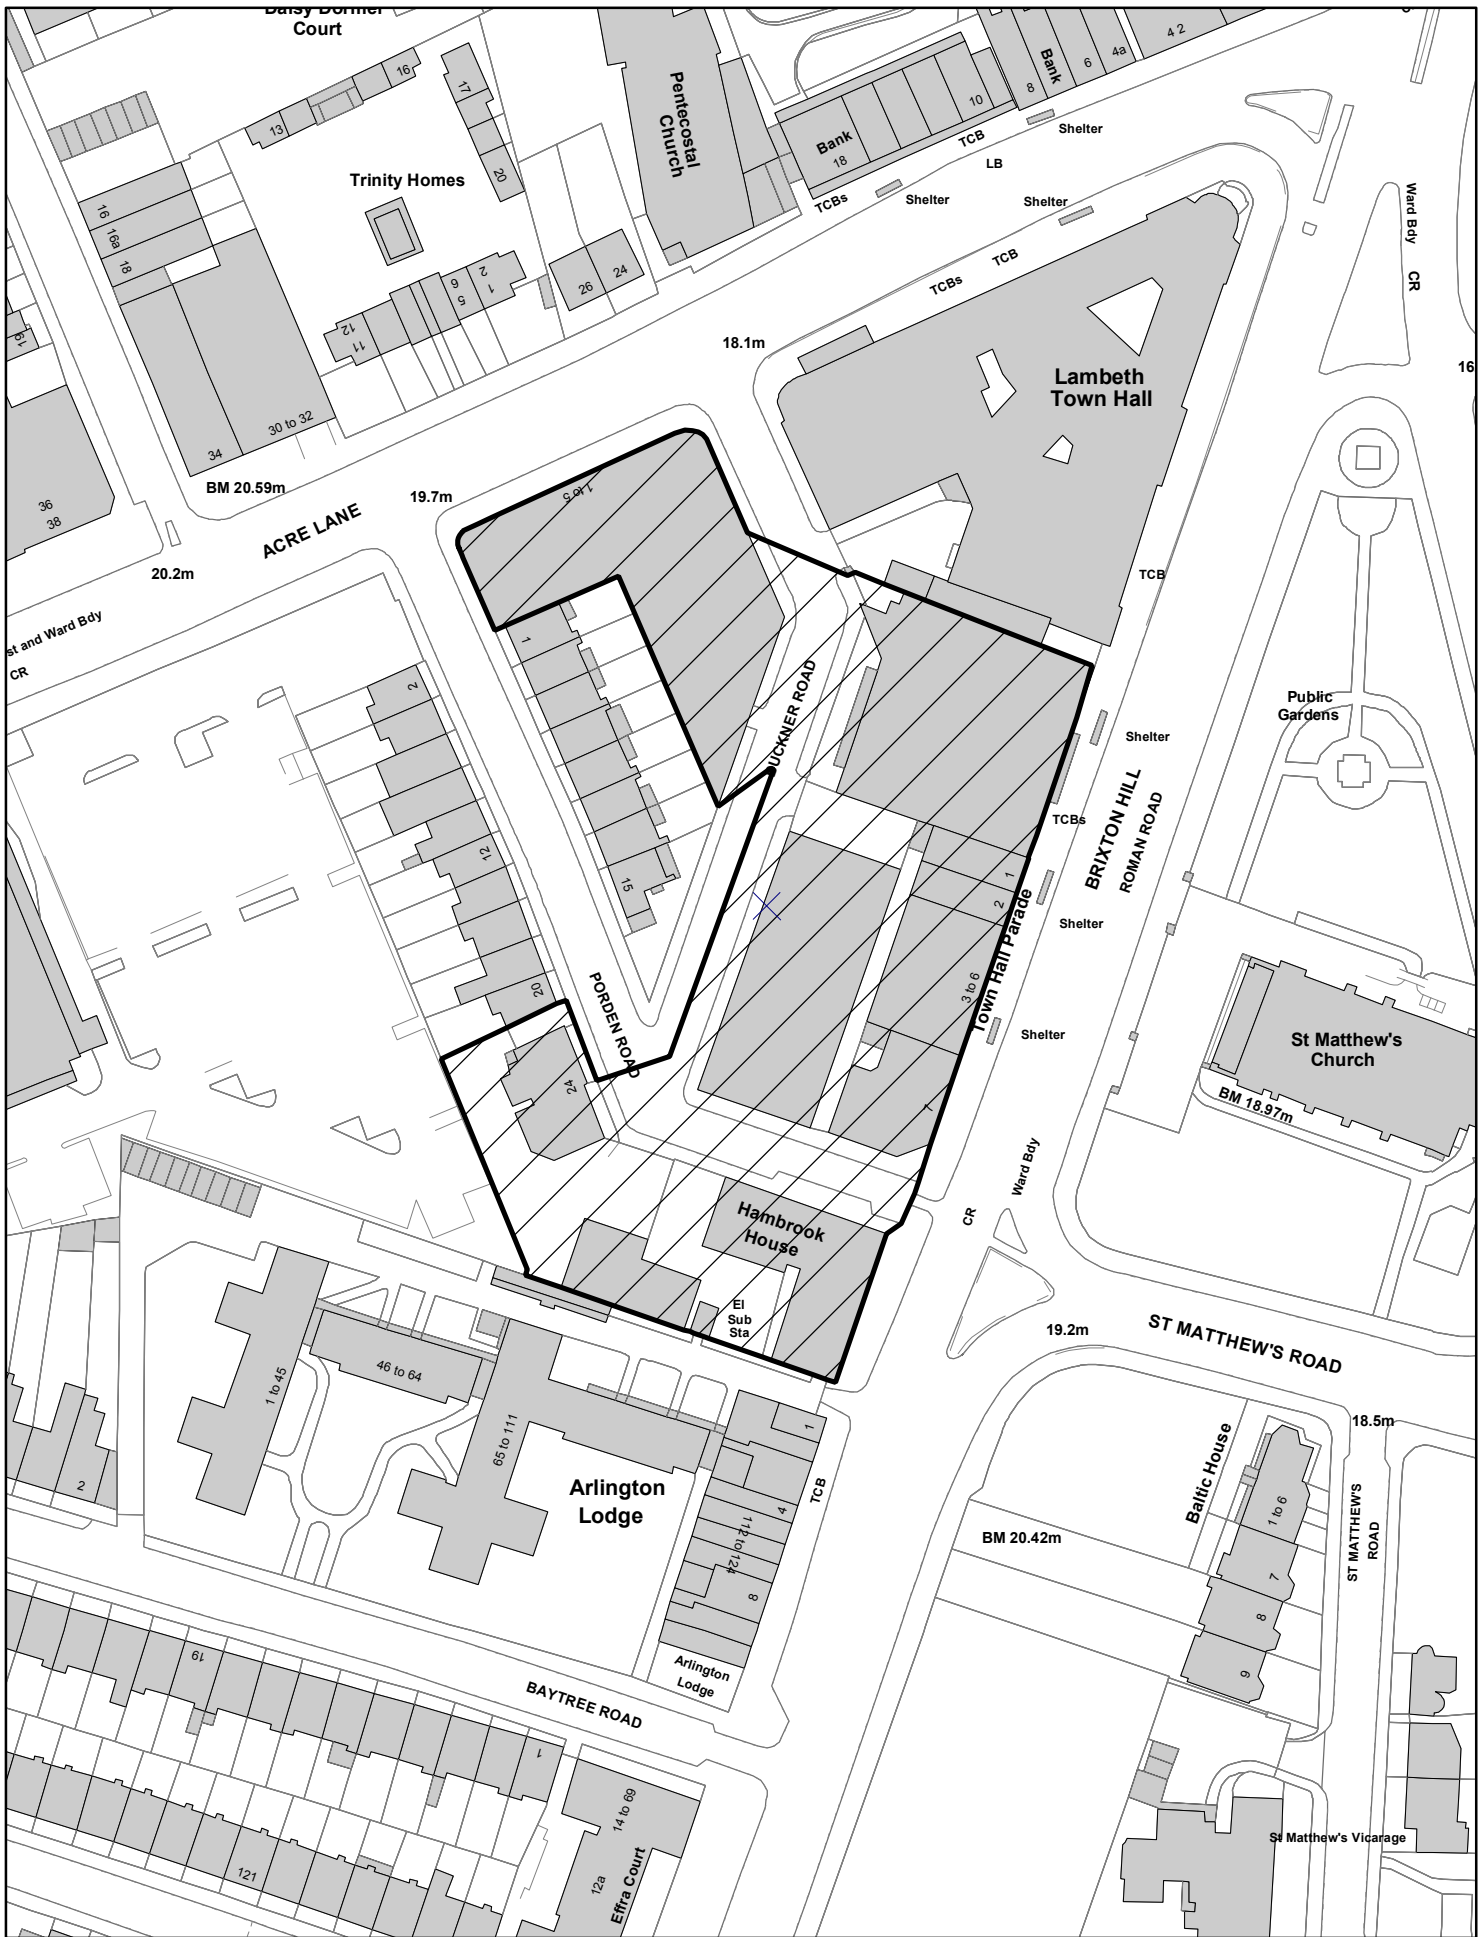 Daisy Dormer
Court
16
17
13
20
Trinity Homes
Pentecostal
Church
Bank
18
10
8
Bank
6
4a
4 2
TCB
Shelter
LB
TCBs
Shelter
Shelter
TCB
TCBs
16
16a
18
19
2
1
6
5
12
11
26
24
18.1m
Lambeth
Town Hall
Ward Bdy
CR
16
34
30 to 32
BM 20.59m
36
38
19.7m
1 to 5
ACRE LANE
20.2m
st and Ward Bdy
CR
TCB
1
2
UCKNER ROAD
Public
Gardens
Shelter
BRIXTON HILL
ROMAN ROAD
TCBs
12
15
1
2
Shelter
Town Hall Parade
3 to 6
20
PORDEN ROAD
Shelter
St Matthew's
Church
BM 18.97m
24
7
Ward Bdy
CR
Hambrook
House
El
Sub
Sta
19.2m
ST MATTHEW'S ROAD
1 to 45
46 to 64
65 to 111
1
18.5m
2
Arlington
Lodge
4
112 to 124
8
TCB
Baltic House
1 to 6
BM 20.42m
7
8
9
ST MATTHEW'S
ROAD
Arlington
Lodge
19
BAYTREE ROAD
1
14 to 69
12a
Effra Court
121
St Matthew's Vicarage